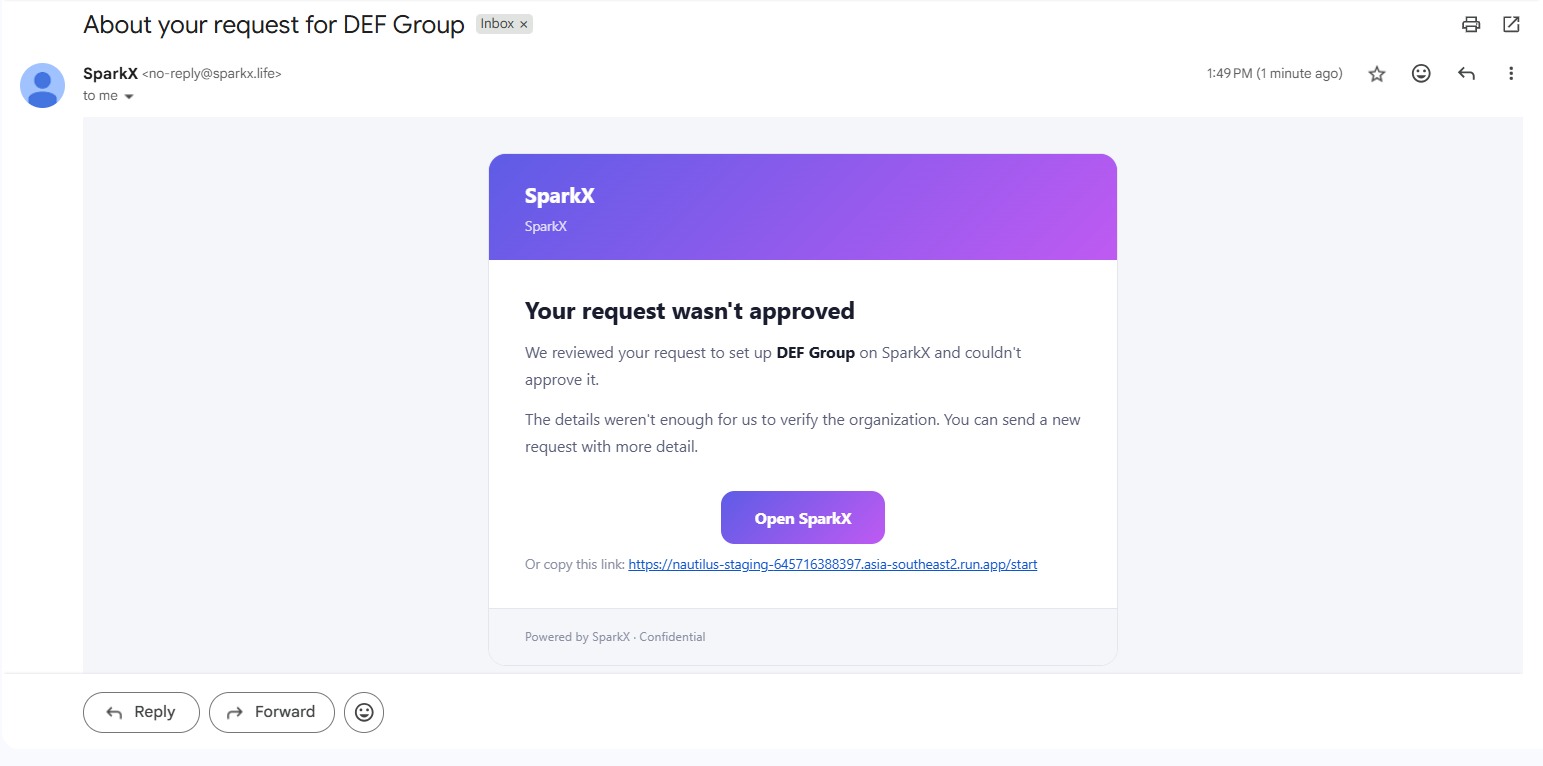 About your request for DEF Group
Inbox ×
SparkX <no-reply@sparkx.life>
1:49 PM (1 minute ago)
to me
SparkX
SparkX
Your request wasn't approved
We reviewed your request to set up DEF Group on SparkX and couldn't
approve it.
The details weren't enough for us to verify the organization. You can send a new
request with more detail.
Open SparkX
Or copy this link: https://nautilus-staging-645716388397.asia-southeast2.run.app/start
Powered by SparkX · Confidential
Reply
Forward